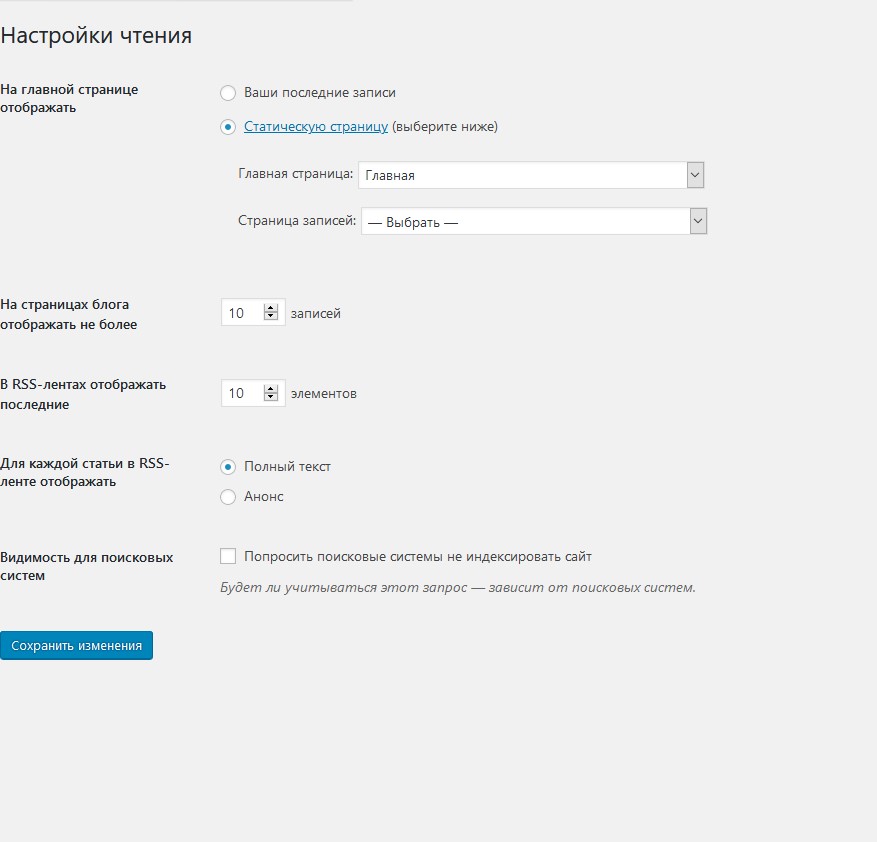 Настройки чтения
На главной странице
отображать
Ваши последние записи
Статическую страницу (выберите ниже)
Главная страница: Главная
Страница записей: — Выбрать —
На страницах блога
отображать не более
10 записей
В RSS-лентах отображать
последние
10 элементов
Для каждой статьи в RSS-
ленте отображать
Полный текст
Анонс
Видимость для поисковых
систем
Попросить поисковые системы не индексировать сайт
Будет ли учитываться этот запрос — зависит от поисковых систем.
Сохранить изменения